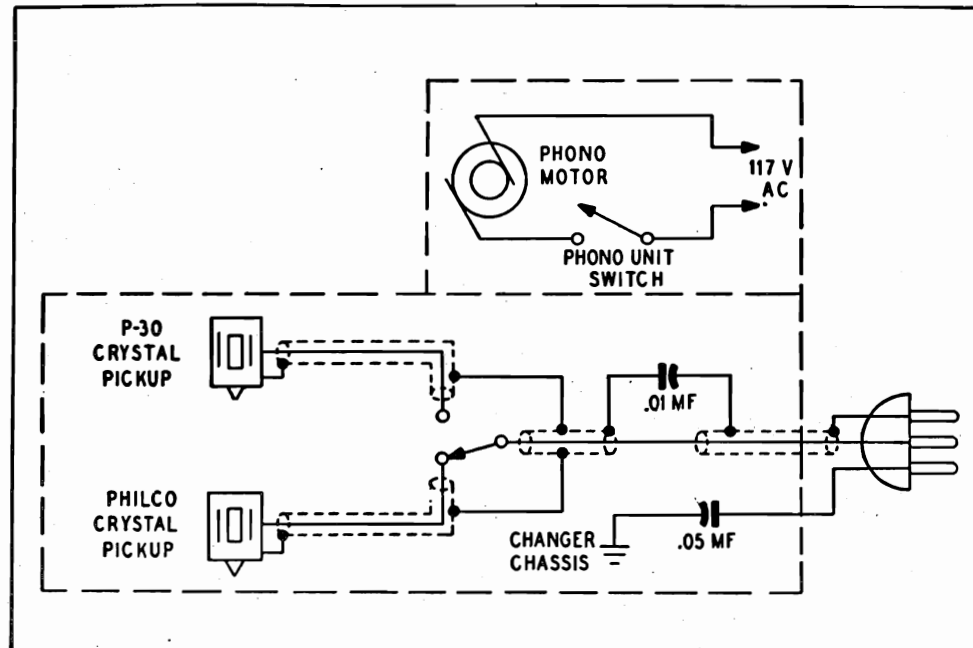 PHONO
MOTOR
117 V
AC
PHONO UNIT
SWITCH
P-30
CRYSTAL
PICKUP
.01 MF
PHILCO
CRYSTAL
PICKUP
CHANGER
CHASSIS
.05 MF